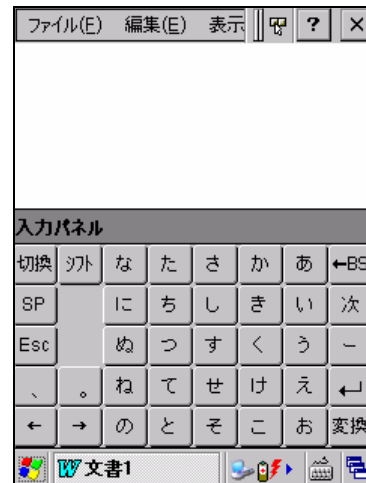 ファイル(F) 編集(E) 表示 ? ×
入力パネル
切換 シフト な た さ か あ ←BS
SP に ち し き い 次
Esc ぬ つ す く う ー
、 。 ね て せ け え ↵
← → の と そ こ お 変換
W 文書1